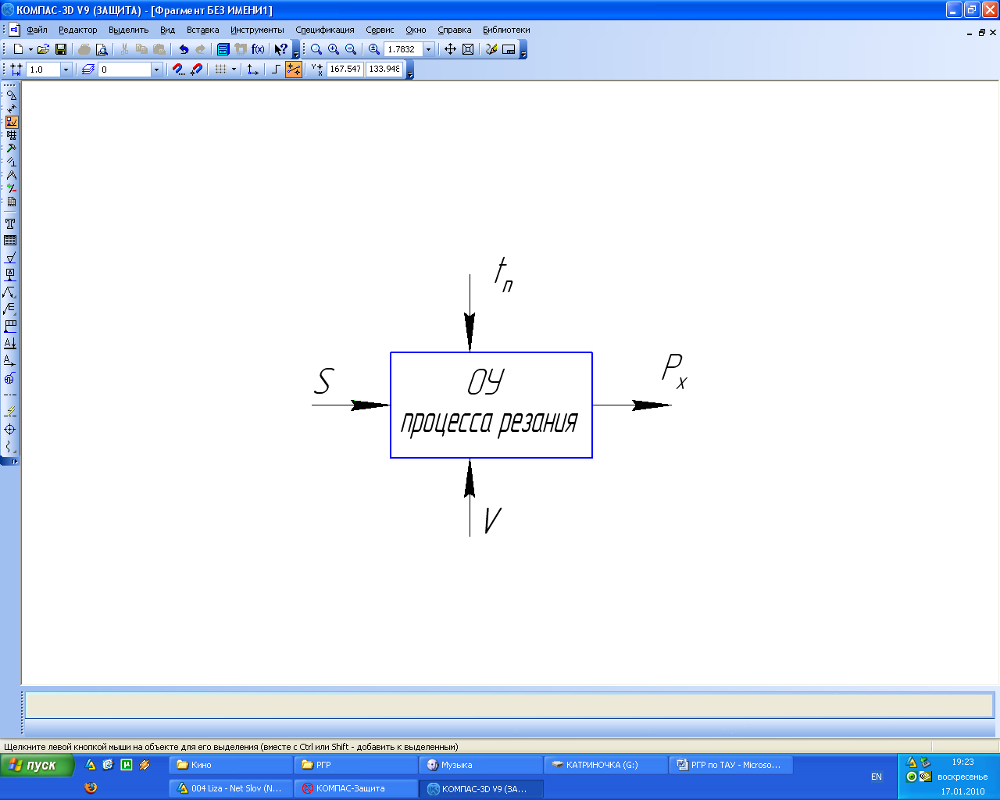 КОМПАС-3D V9 (ЗАЩИТА) - [Фрагмент БЕЗ ИМЕНИ1]
Файл Редактор Выделить Вид Вставка Инструменты Спецификация Сервис Окно Справка Библиотеки
f(x) 1.7832
1.0 0 167.547 133.948
tп
S
ОУ
Px
процесса резания
V
Щелкните левой кнопкой мыши на объекте для его выделения (вместе с Ctrl или Shift - добавить к выделенным)
пуск Кино РГР Музыка КАТРИНОЧКА (G:) РГР по ТАУ - Microso... 19:23
EN воскресенье
004 Liza - Net Slov (N... КОМПАС-Защита КОМПАС-3D V9 (ЗА... 17.01.2010